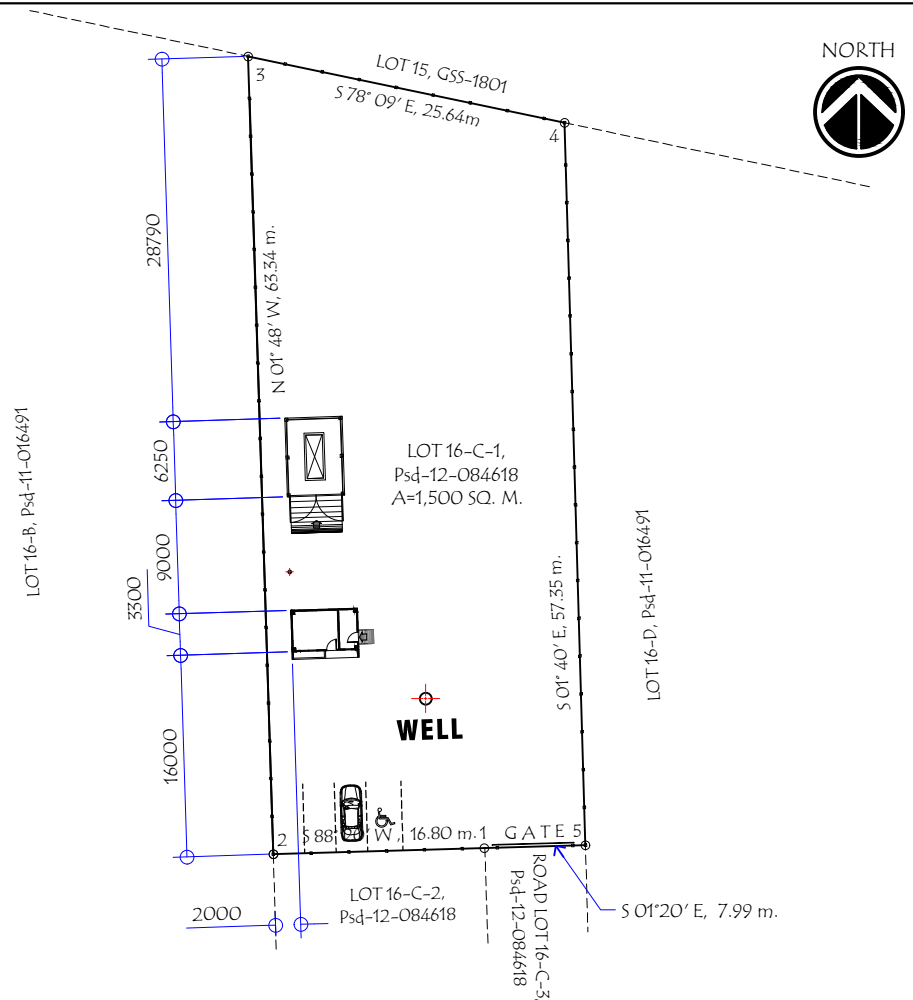 NORTH
LOT 15, GSS-1801
S 78° 09' E, 25.64m
3
4
28790
N 01° 48' W, 63.34 m.
6250
LOT 16-C-1,
Psd-12-084618
A=1,500 SQ. M.
LOT 16-B, Psd-11-016491
9000
3300
S 01° 40' E, 57.35 m.
LOT 16-D, Psd-11-016491
WELL
16000
2
S 88° W, 16.80 m.
1
GATE
5
LOT 16-C-2,
Psd-12-084618
ROAD LOT 16-C-3,
Psd-12-084618
2000
S 01°20' E, 7.99 m.